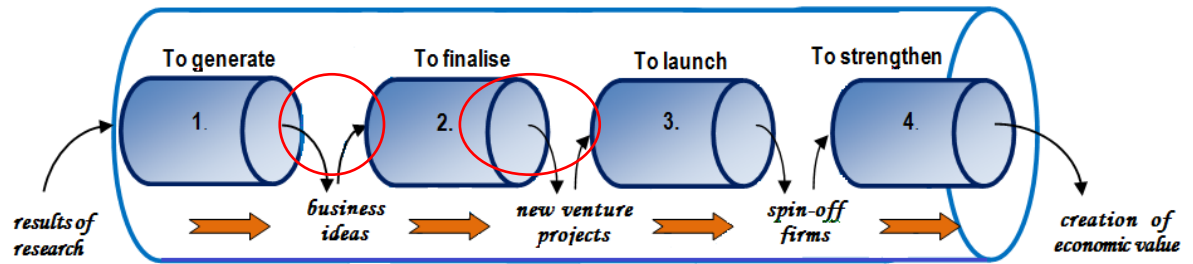 To generate
To finalise
To launch
To strengthen
1.
2.
3.
4.
results of
research
business
ideas
new venture
projects
spin-off
firms
creation of
economic value